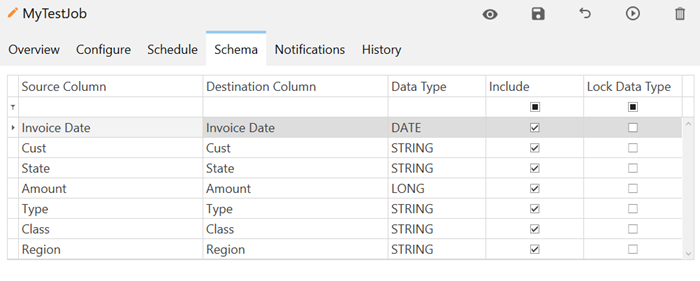 MyTestJob
Overview Configure Schedule Schema Notifications History
Source Column Destination Column Data Type Include Lock Data Type
Invoice Date Invoice Date DATE
Cust Cust STRING
State State STRING
Amount Amount LONG
Type Type STRING
Class Class STRING
Region Region STRING